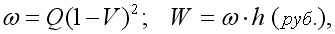 ω = Q(1 − V)²;   W = ω · h (руб.),